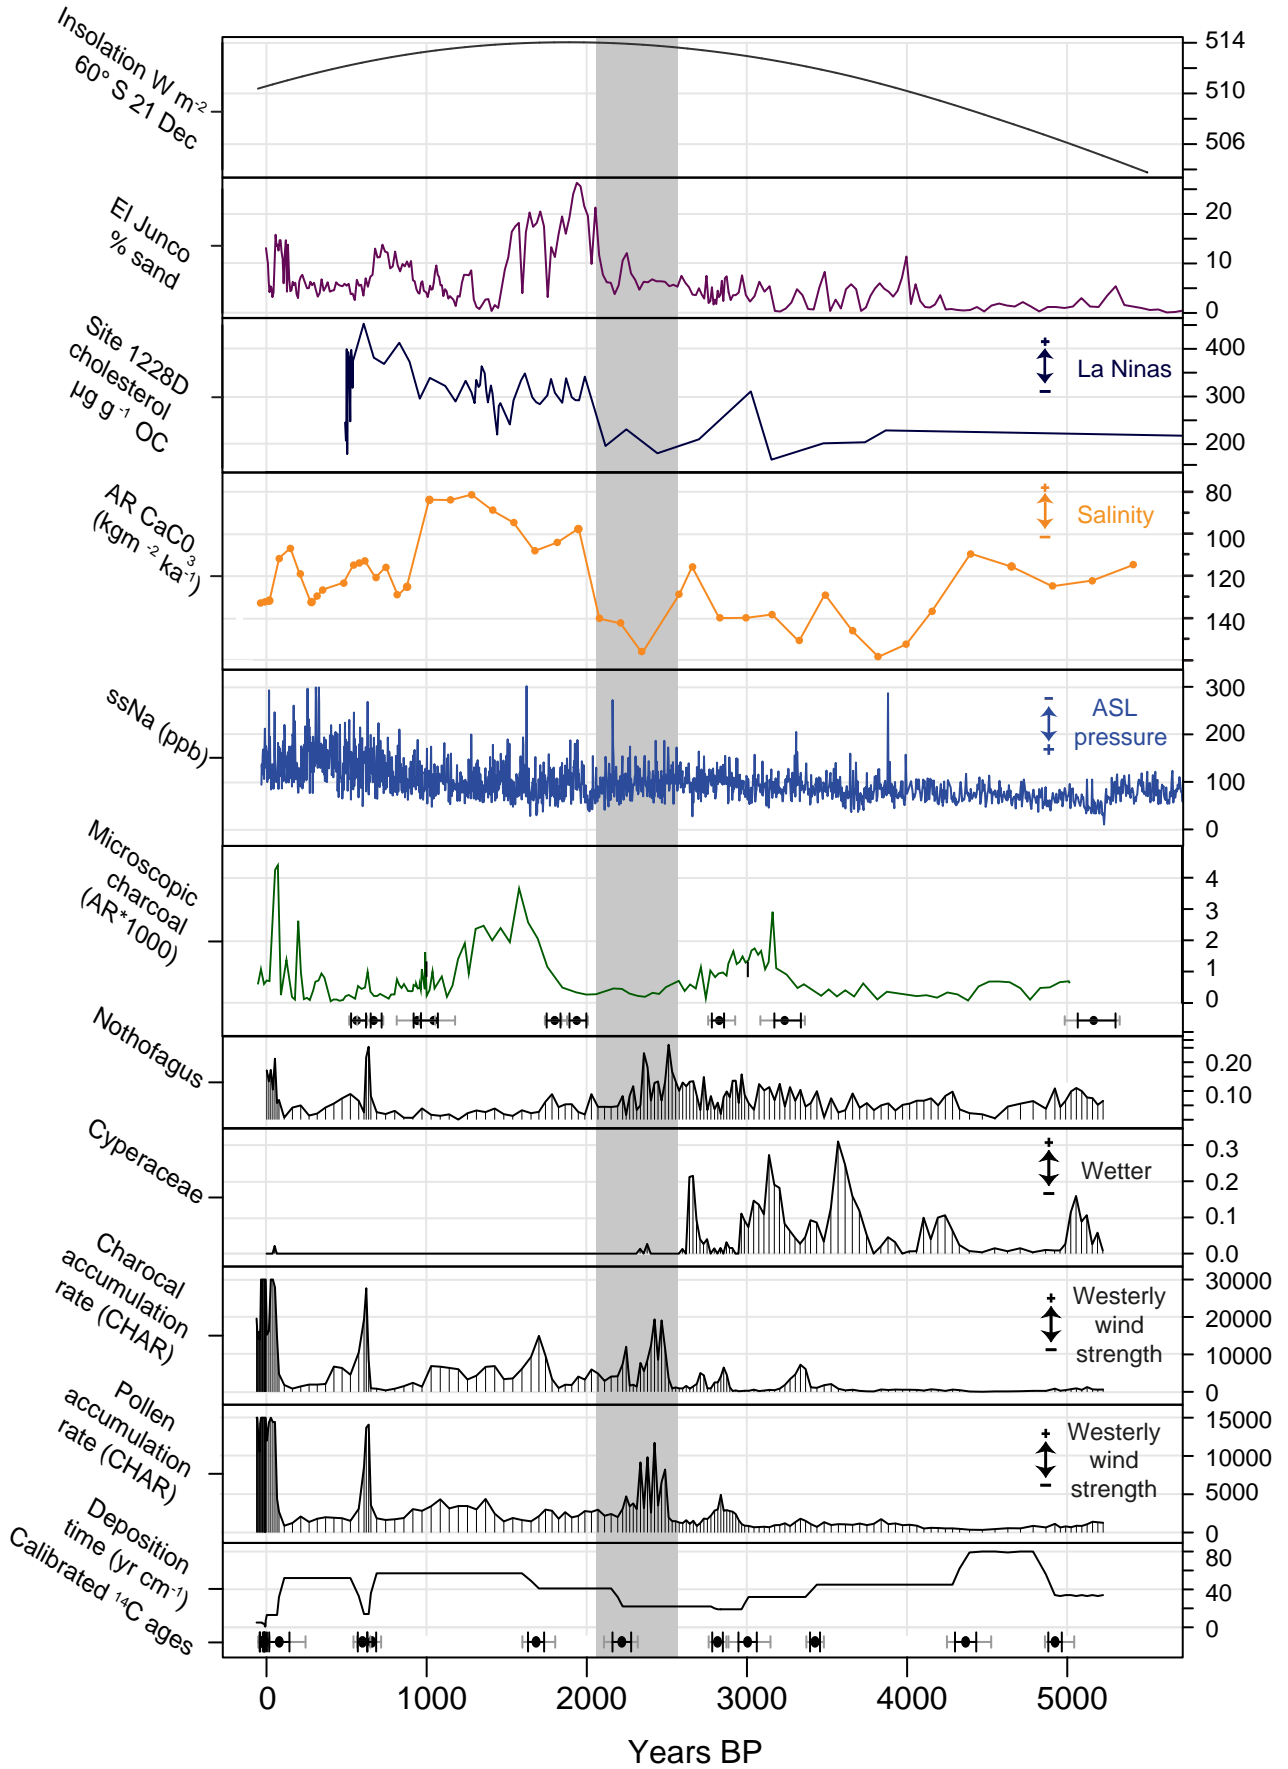 Insolation W m⁻²
60° S 21 Dec
514
510
506
El Junco
% sand
20
10
0
Site 1228D
cholesterol
µg g⁻¹ OC
400
300
200
+
La Ninas
−
AR CaC0₃
(kgm⁻² ka⁻¹)
80
100
120
140
+
Salinity
−
ssNa (ppb)
300
200
100
0
−
ASL
pressure
+
Microscopic
charcoal
(AR*1000)
4
3
2
1
0
Nothofagus
0.20
0.10
Cyperaceae
0.3
0.2
0.1
0.0
+
Wetter
−
Charocal
accumulation
rate (CHAR)
30000
20000
10000
0
+
Westerly
wind
strength
−
Pollen
accumulation
rate (CHAR)
15000
10000
5000
0
+
Westerly
wind
strength
−
Deposition
time (yr cm⁻¹)
80
40
0
Calibrated ¹⁴C ages
0 1000 2000 3000 4000 5000
Years BP